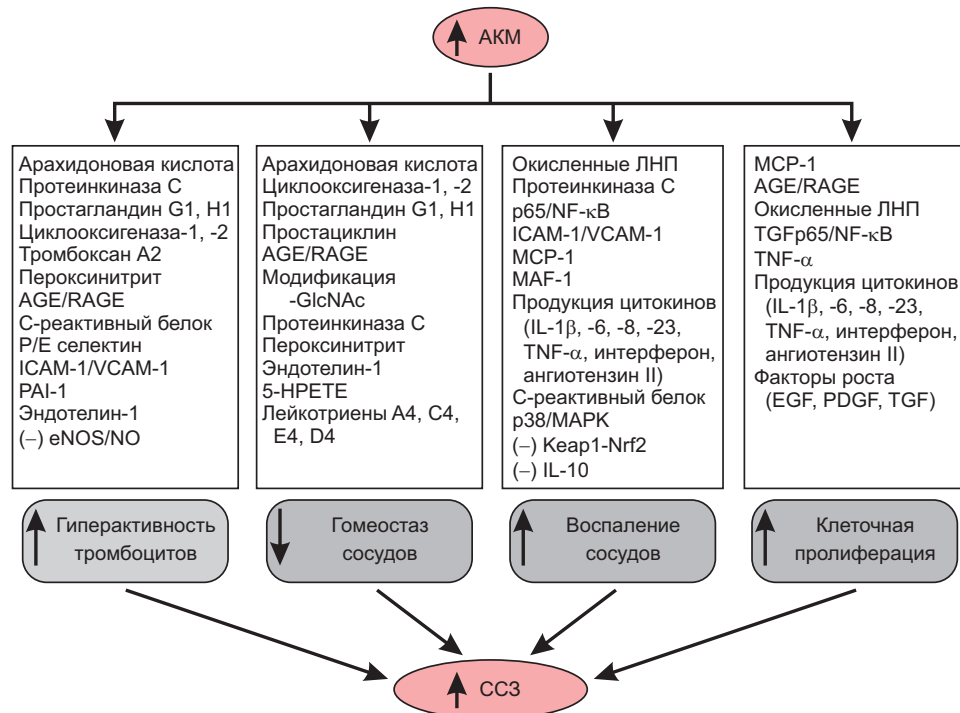 АКМ
Арахидоновая кислота
Протеинкиназа С
Простагландин G1, H1
Циклооксигеназа-1, -2
Тромбоксан А2
Пероксинитрит
AGE/RAGE
С-реактивный белок
Р/Е селектин
ICAM-1/VCAM-1
PAI-1
Эндотелин-1
(–) eNOS/NO
Арахидоновая кислота
Циклооксигеназа-1, -2
Простагландин G1, H1
Простациклин
AGE/RAGE
Модификация
-GlcNAc
Протеинкиназа С
Пероксинитрит
Эндотелин-1
5-HPETE
Лейкотриены А4, С4,
Е4, D4
Окисленные ЛНП
Протеинкиназа С
p65/NF-κB
ICAM-1/VCAM-1
MCP-1
MAF-1
Продукция цитокинов
(IL-1β, -6, -8, -23,
TNF-α, интерферон,
ангиотензин II)
С-реактивный белок
p38/MAPK
(–) Keap1-Nrf2
(–) IL-10
MCP-1
AGE/RAGE
Окисленные ЛНП
TGFp65/NF-κB
TNF-α
Продукция цитокинов
(IL-1β, -6, -8, -23,
TNF-α, интерферон,
ангиотензин II)
Факторы роста
(EGF, PDGF, TGF)
Гиперактивность
тромбоцитов
Гомеостаз
сосудов
Воспаление
сосудов
Клеточная
пролиферация
ССЗ